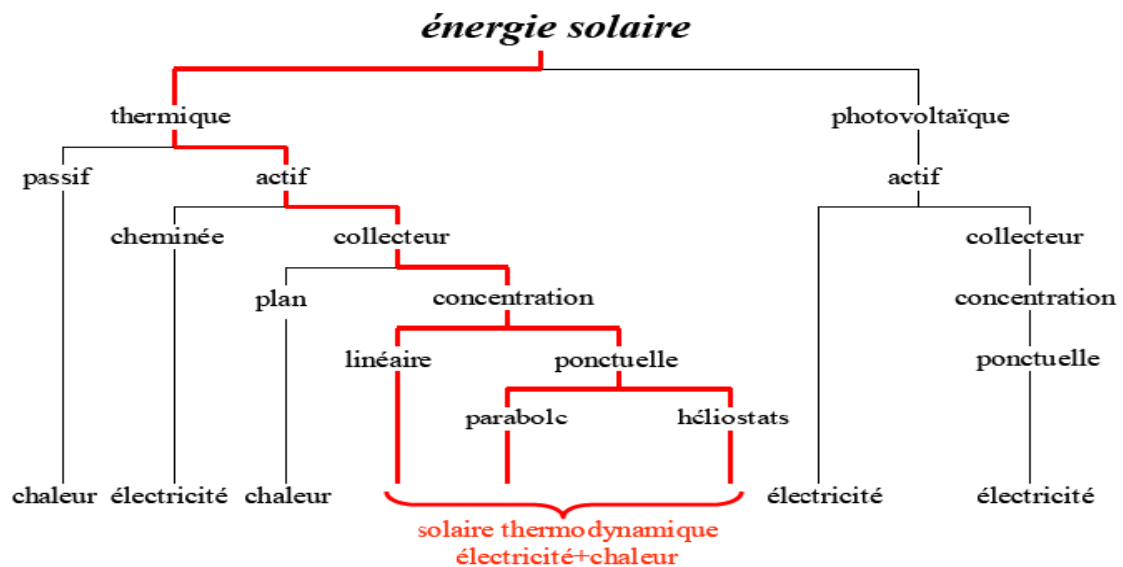 énergie solaire
thermique photovoltaïque
passif actif actif
cheminée collecteur collecteur
plan concentration concentration
linéaire ponctuelle ponctuelle
parabole héliostats
chaleur électricité chaleur électricité électricité
solaire thermodynamique
électricité+chaleur